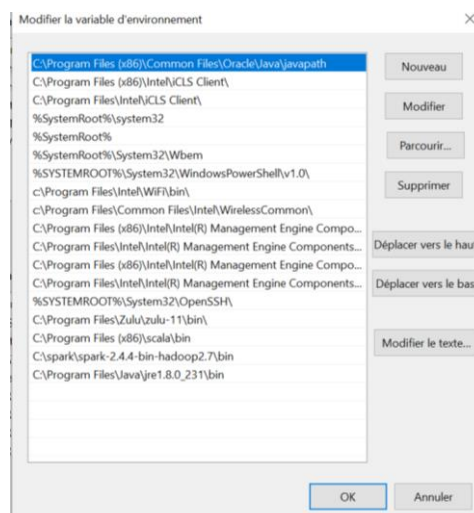 Modifier la variable d'environnement
C:\Program Files (x86)\Common Files\Oracle\Java\javapath
C:\Program Files (x86)\Intel\iCLS Client\
C:\Program Files\Intel\iCLS Client\
%SystemRoot%\system32
%SystemRoot%
%SystemRoot%\System32\Wbem
%SYSTEMROOT%\System32\WindowsPowerShell\v1.0\
c:\Program Files\Intel\WiFi\bin\
c:\Program Files\Common Files\Intel\WirelessCommon\
C:\Program Files (x86)\Intel\Intel(R) Management Engine Compo...
C:\Program Files\Intel\Intel(R) Management Engine Components...
C:\Program Files (x86)\Intel\Intel(R) Management Engine Compo...
C:\Program Files\Intel\Intel(R) Management Engine Components...
%SYSTEMROOT%\System32\OpenSSH\
C:\Program Files\Zulu\zulu-11\bin\
C:\Program Files (x86)\scala\bin
C:\spark\spark-2.4.4-bin-hadoop2.7\bin
C:\Program Files\Java\jre1.8.0_231\bin
Nouveau
Modifier
Parcourir...
Supprimer
Déplacer vers le hau
Déplacer vers le bas
Modifier le texte...
OK
Annuler